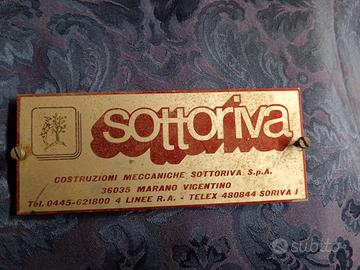 sottoriva
COSTRUZIONI MECCANICHE SOTTORIVA S.p.A.
36035 MARANO VICENTINO
Tel. 0445-621800 4 LINEE R.A. - TELEX 480844 SORIVA I
subito